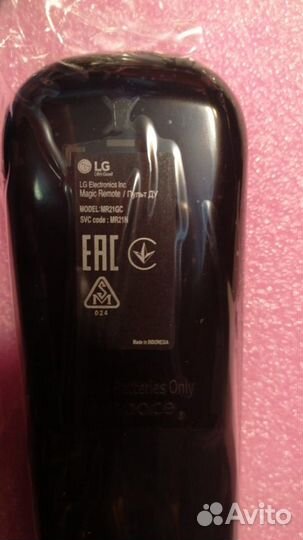 LG
Life's Good
LG Electronics Inc
Magic Remote / Пульт ДУ
MODEL: MR21GC
SVC code : MR21N
EAC
SM
024
Made in INDONESIA
Batteries Only
Avito